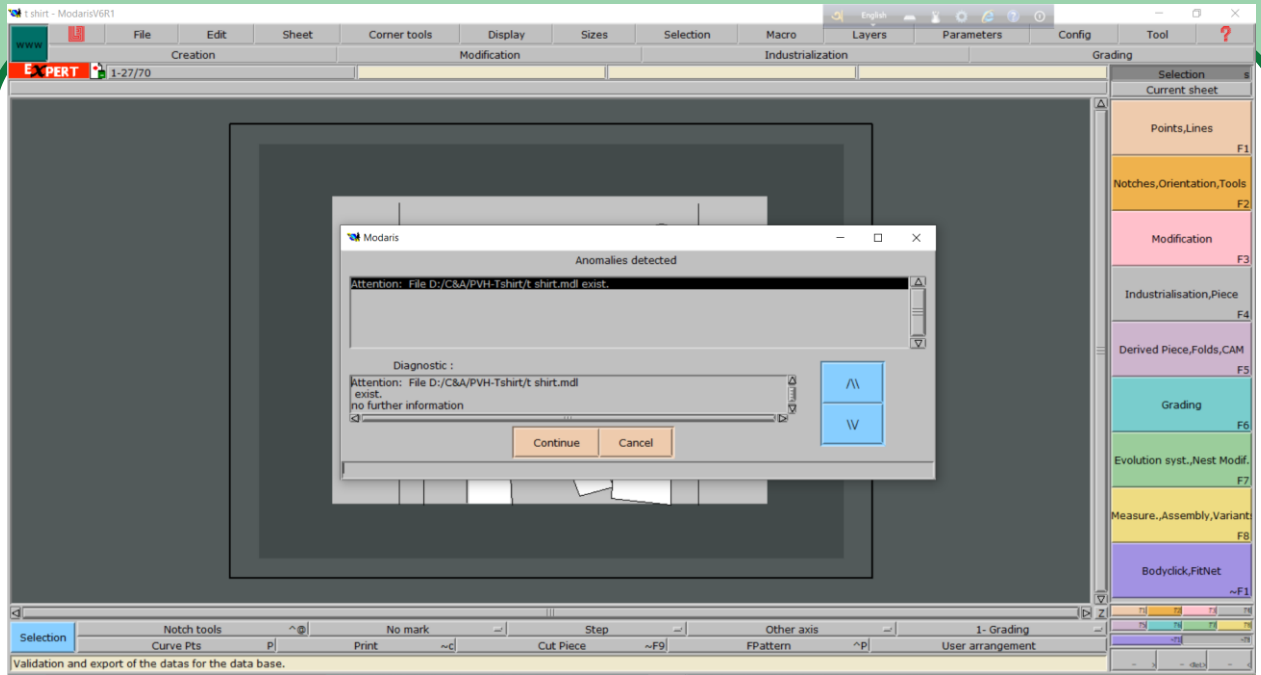 t shirt - ModarisV6R1
English
www
File Edit Sheet Corner tools Display Sizes Selection Macro Layers Parameters Config Tool ?
Creation Modification Industrialization Grading
EXPERT 1-27/70
Selection s
Current sheet
Points,Lines
F1
Notches,Orientation,Tools
F2
Modification
F3
Industrialisation,Piece
F4
Derived Piece,Folds,CAM
F5
Grading
F6
Evolution syst.,Nest Modif.
F7
Measure.,Assembly,Variants
F8
Bodyclick,FitNet
~F1
Modaris
Anomalies detected
Attention: File D:/C&A/PVH-Tshirt/t shirt.mdl exist.
Diagnostic :
Attention: File D:/C&A/PVH-Tshirt/t shirt.mdl
exist.
no further information
/\\
\\/
Continue Cancel
Z
Selection
Notch tools ^@ No mark Step Other axis 1- Grading
Curve Pts P Print ~c Cut Piece ~F9 FPattern ^P User arrangement
Validation and export of the datas for the data base.